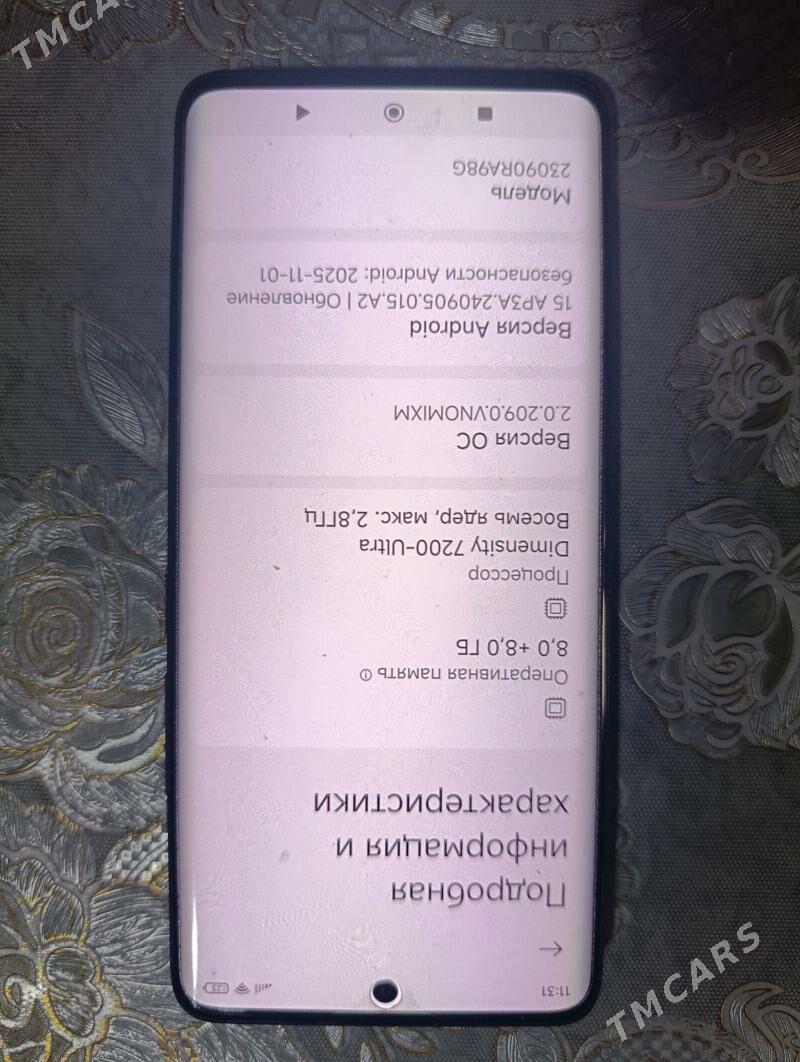 11:31
23
Подробная
информация и
характеристики
Оперативная память
8,0 +8,0 ГБ
Процессор
Dimensity 7200-Ultra
Восемь ядер, макс. 2,8ГГц
Версия ОС
2.0.209.0.VNOMIXM
Версия Android
15 AP3A.240905.015.A2 | Обновление
безопасности Android: 2025-11-01
Модель
23090RA98G
TMCARS
TMCARS